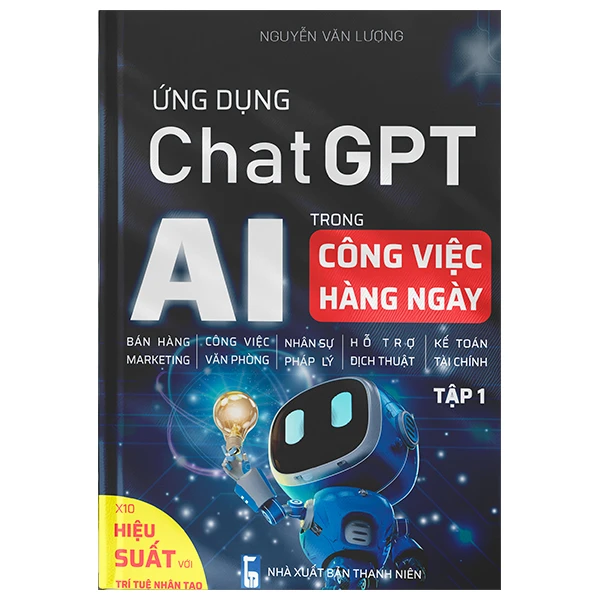 NGUYỄN VĂN LƯỢNG
ỨNG DỤNG
ChatGPT
AI
TRONG
CÔNG VIỆC
HÀNG NGÀY
BÁN HÀNG
MARKETING
CÔNG VIỆC
VĂN PHÒNG
NHÂN SỰ
PHÁP LÝ
HỖ TRỢ
DỊCH THUẬT
KẾ TOÁN
TÀI CHÍNH
TẬP 1
X10
HIỆU
SUẤT VỚI
TRÍ TUỆ NHÂN TẠO
NHÀ XUẤT BẢN THANH NIÊN